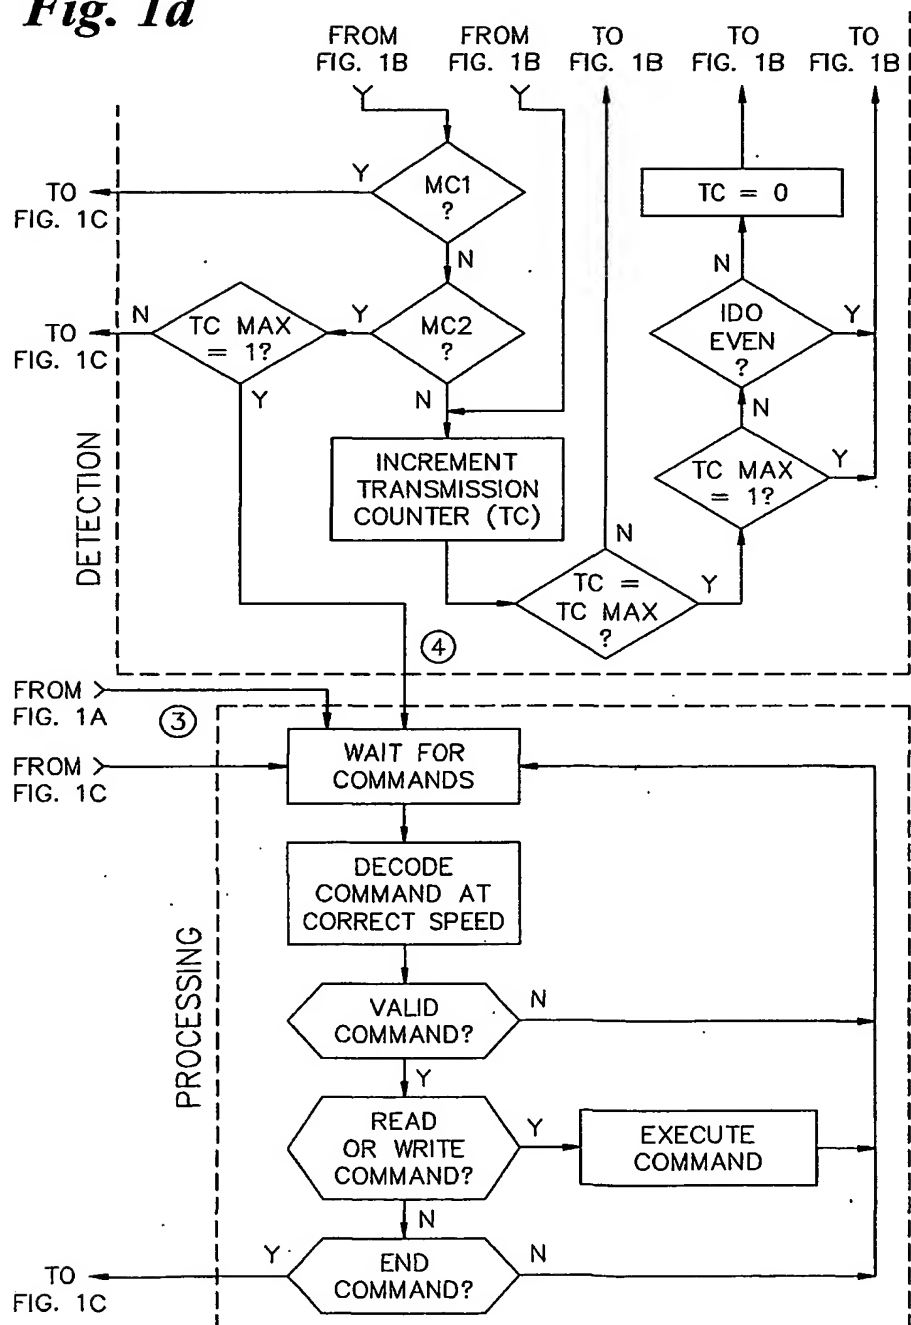 Fig. 1d
FROM
FIG. 1B
FROM
FIG. 1B
TO
FIG. 1B
TO
FIG. 1B
TO
FIG. 1B
Y
Y
MC1
?
Y
TO
FIG. 1C
N
TC = 0
N
IDO
EVEN
?
Y
TO
FIG. 1C
N
TC MAX
= 1?
Y
MC2
?
Y
N
N
TC MAX
= 1?
Y
INCREMENT
TRANSMISSION
COUNTER (TC)
N
TC =
TC MAX
?
Y
DETECTION
4
FROM
FIG. 1A
3
FROM
FIG. 1C
WAIT FOR
COMMANDS
DECODE
COMMAND AT
CORRECT SPEED
VALID
COMMAND?
N
Y
READ
OR WRITE
COMMAND?
Y
EXECUTE
COMMAND
N
END
COMMAND?
Y
N
TO
FIG. 1C
PROCESSING